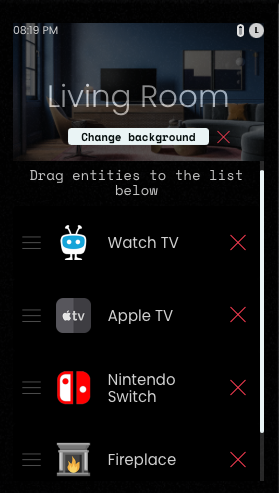 08:19 PM
L
Living Room
Change background
Drag entities to the list
below
Watch TV
tv
Apple TV
Nintendo
Switch
Fireplace